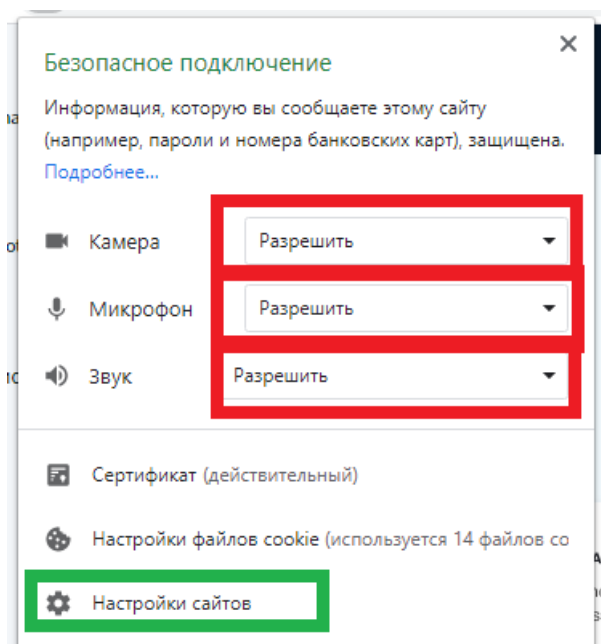 Безопасное подключение
Информация, которую вы сообщаете этому сайту
(например, пароли и номера банковских карт), защищена.
Подробнее...
Камера Разрешить
Микрофон Разрешить
Звук Разрешить
Сертификат (действительный)
Настройки файлов cookie (используется 14 файлов co
Настройки сайтов